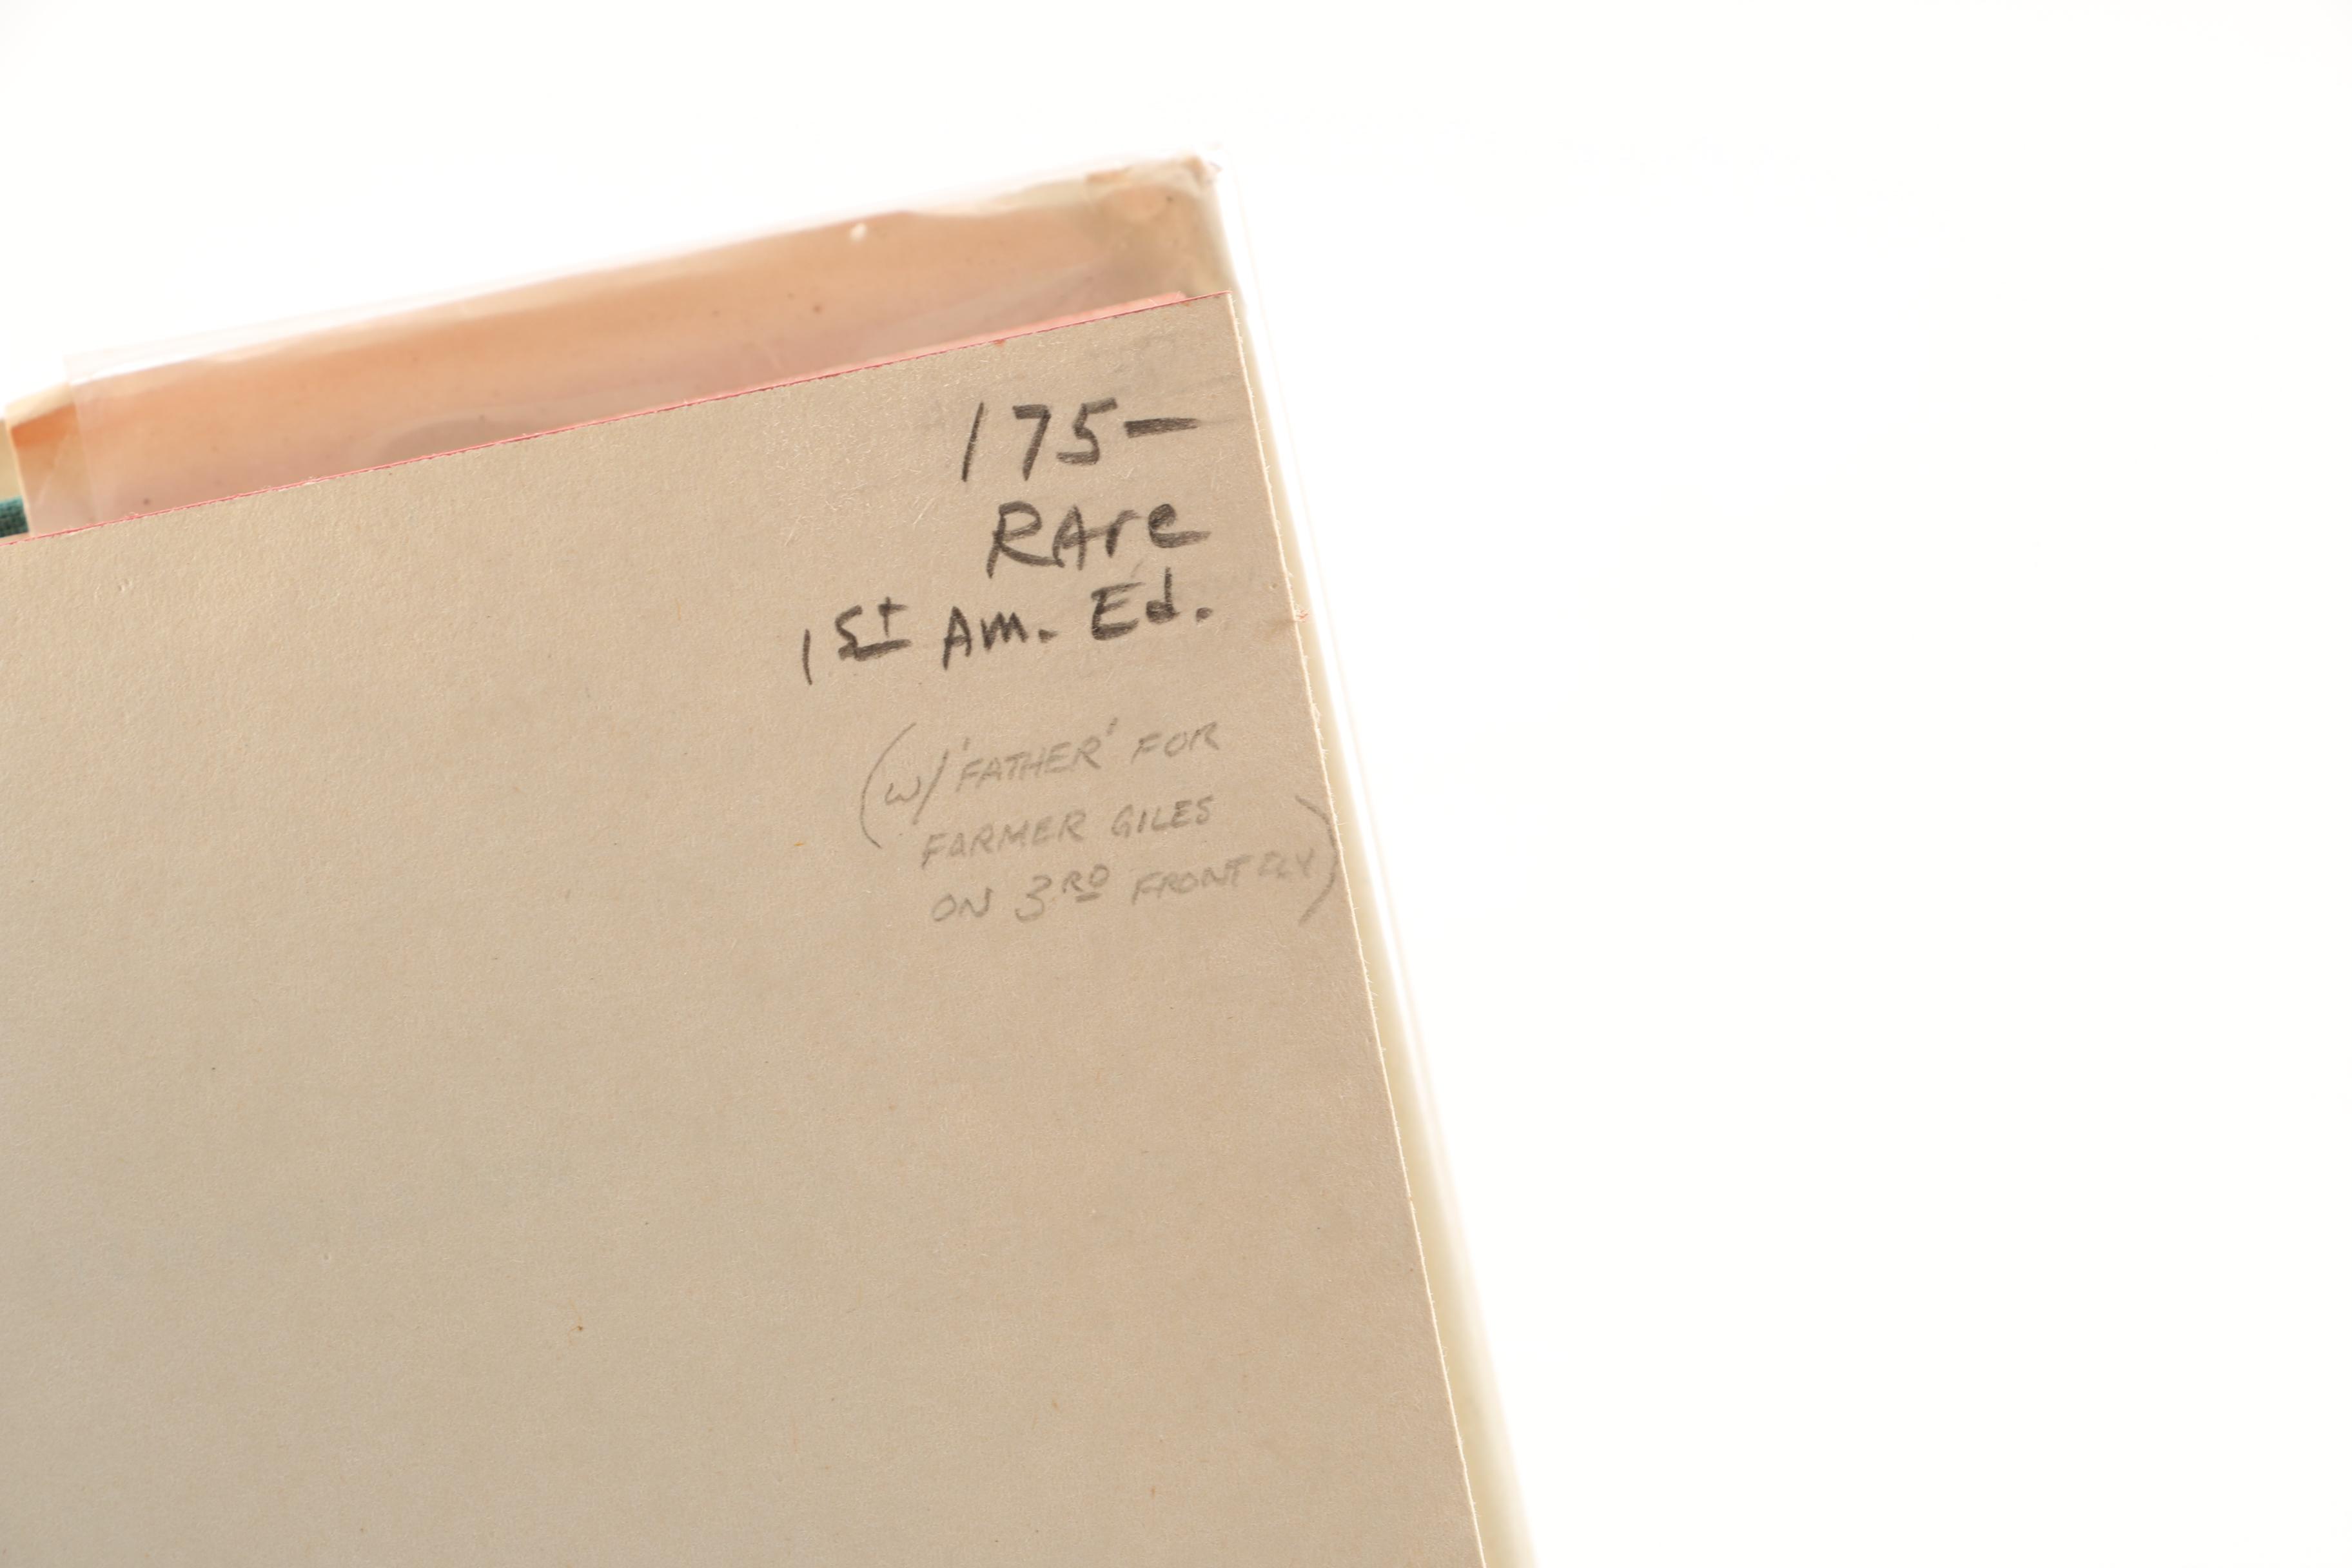 175-
RAre
1st Am. Ed.
(w/ 'FATHER' FOR
FARMER GILES
ON 3RD FRONT FLY)